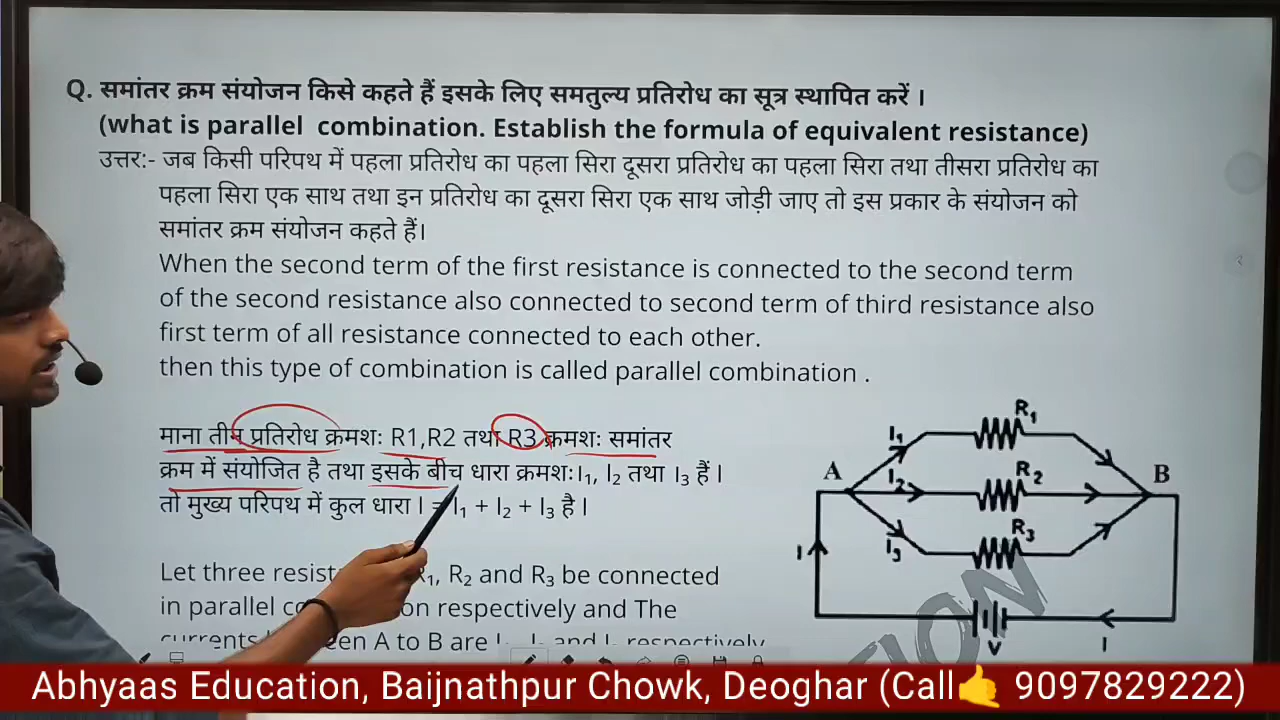 Q. समांतर क्रम संयोजन किसे कहते हैं इसके लिए समतुल्य प्रतिरोध का सूत्र स्थापित करें ।
(what is parallel combination. Establish the formula of equivalent resistance)
उत्तर:- जब किसी परिपथ में पहला प्रतिरोध का पहला सिरा दूसरा प्रतिरोध का पहला सिरा तथा तीसरा प्रतिरोध का
पहला सिरा एक साथ तथा इन प्रतिरोध का दूसरा सिरा एक साथ जोड़ी जाए तो इस प्रकार के संयोजन को
समांतर क्रम संयोजन कहते हैं।
When the second term of the first resistance is connected to the second term
of the second resistance also connected to second term of third resistance also
first term of all resistance connected to each other.
then this type of combination is called parallel combination .
माना तीन प्रतिरोध क्रमशः R1,R2 तथा R3 क्रमशः समांतर
क्रम में संयोजित है तथा इसके बीच धारा क्रमशः I₁, I₂ तथा I₃ हैं ।
तो मुख्य परिपथ में कुल धारा I = I₁ + I₂ + I₃ है ।
Let three R₁, R₂ and R₃ be connected
in parallel respectively and The
A to B are and respectively
R₁
I₁
A
I₂
R₂
B
I₃
R₃
I
V
I
Abhyaas Education, Baijnathpur Chowk, Deoghar (Call🤙 9097829222)